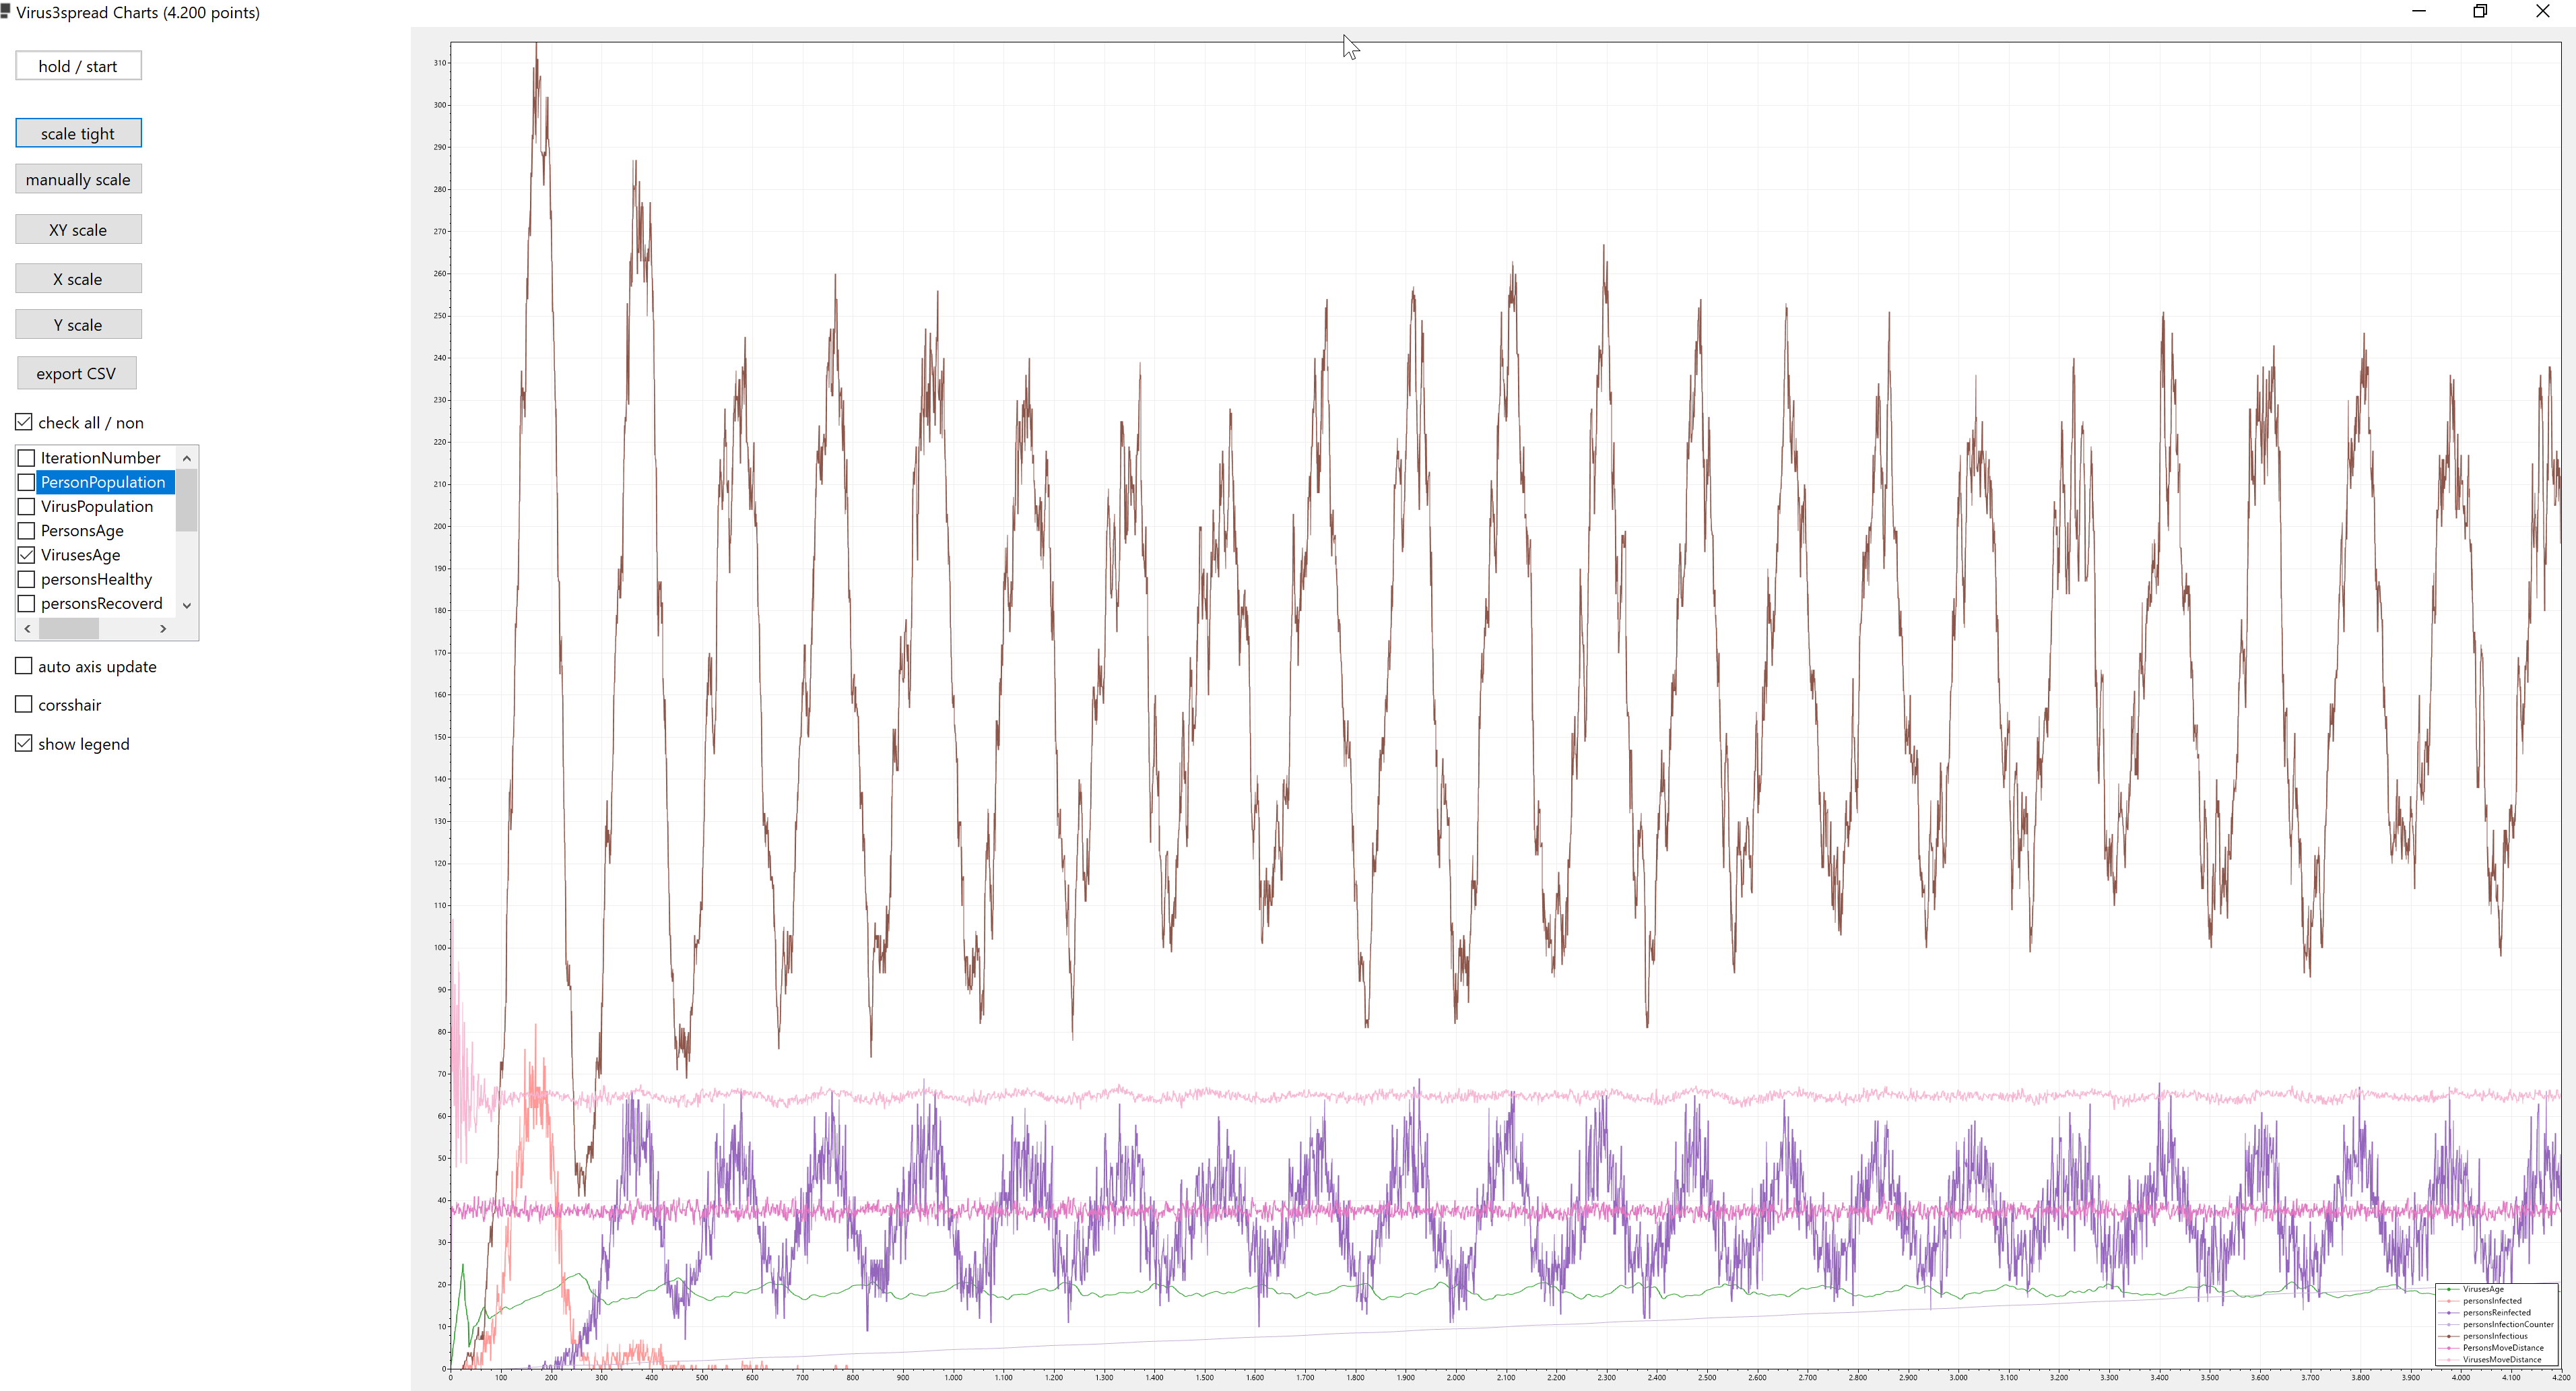 Virus3spread Charts (4.200 points)
hold / start
scale tight
manually scale
XY scale
X scale
Y scale
export CSV
check all / non
IterationNumber
PersonPopulation
VirusPopulation
PersonsAge
VirusesAge
personsHealthy
personsRecoverd
auto axis update
corsshair
show legend
310
300
290
280
270
260
250
240
230
220
210
200
190
180
170
160
150
140
130
120
110
100
90
80
70
60
50
40
30
20
10
0
0 100 200 300 400 500 600 700 800 900 1.000 1.100 1.200 1.300 1.400 1.500 1.600 1.700 1.800 1.900 2.000 2.100 2.200 2.300 2.400 2.500 2.600 2.700 2.800 2.900 3.000 3.100 3.200 3.300 3.400 3.500 3.600 3.700 3.800 3.900 4.000 4.100 4.200
VirusesAge
personsInfected
personsReinfected
personsInfectionCounter
personsInfectious
PersonsMoveDistance
VirusesMoveDistance